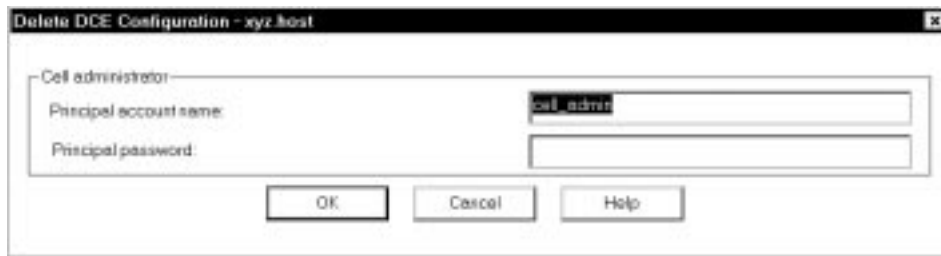 Delete DCE Configuration - xyz.host
Cell administrator
Principal account name:
cell_admin
Principal password:
OK
Cancel
Help